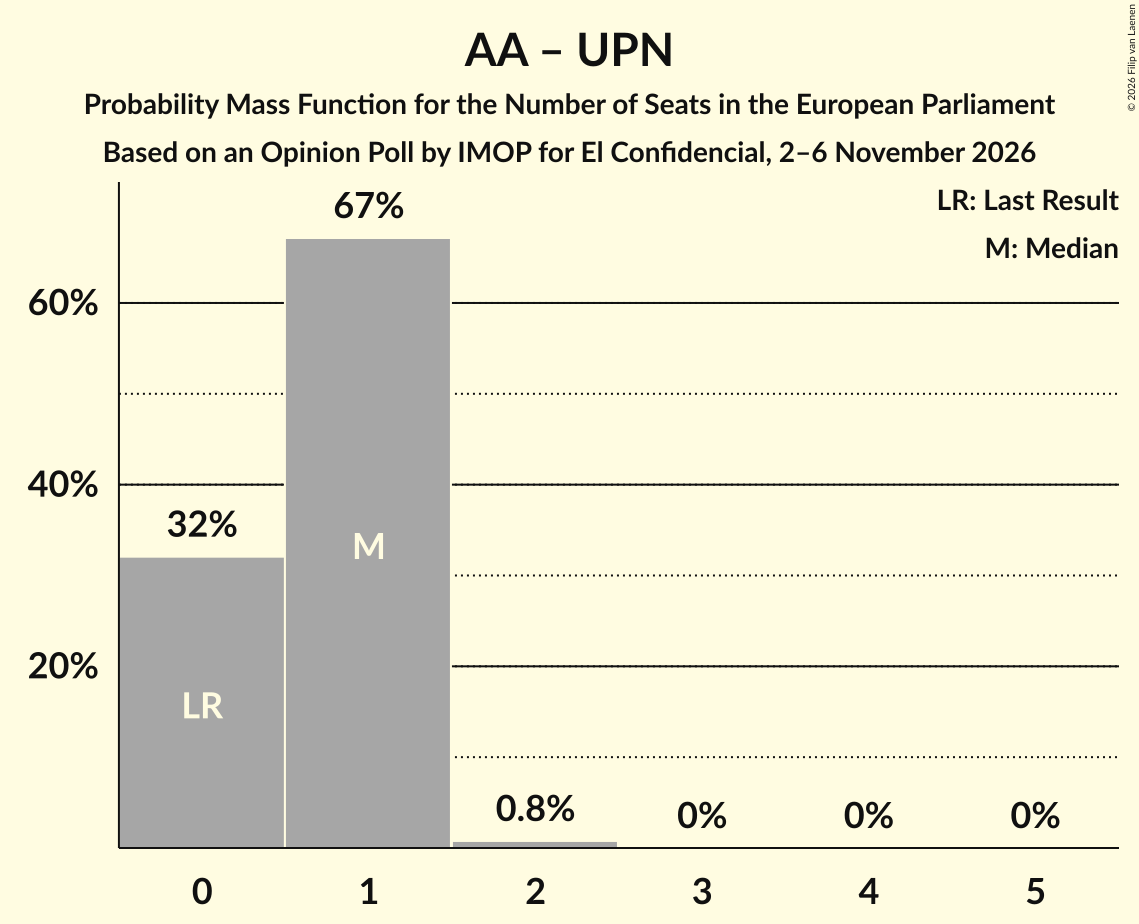 AA – UPN
Probability Mass Function for the Number of Seats in the European Parliament
Based on an Opinion Poll by IMOP for El Confidencial, 2–6 November 2026
© 2026 Filip van Laenen
LR: Last Result
M: Median
67%
60%
40%
32%
M
20%
LR
0.8%
0%
0%
0%
0
1
2
3
4
5